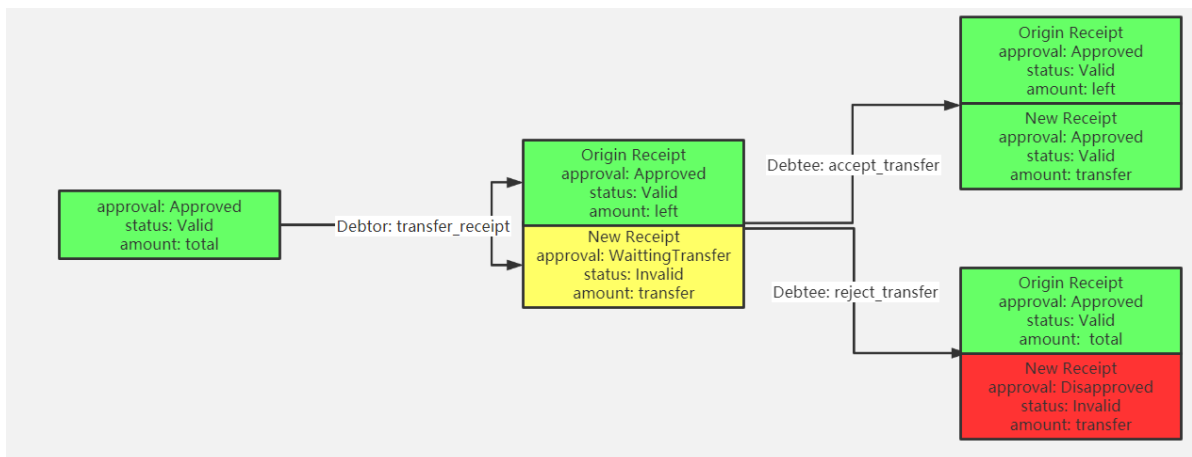 approval: Approved
status: Valid
amount: total
Debtor: transfer_receipt
Origin Receipt
approval: Approved
status: Valid
amount: left
New Receipt
approval: WaittingTransfer
status: Invalid
amount: transfer
Debtee: accept_transfer
Debtee: reject_transfer
Origin Receipt
approval: Approved
status: Valid
amount: left
New Receipt
approval: Approved
status: Valid
amount: transfer
Origin Receipt
approval: Approved
status: Valid
amount:  total
New Receipt
approval: Disapproved
status: Invalid
amount: transfer